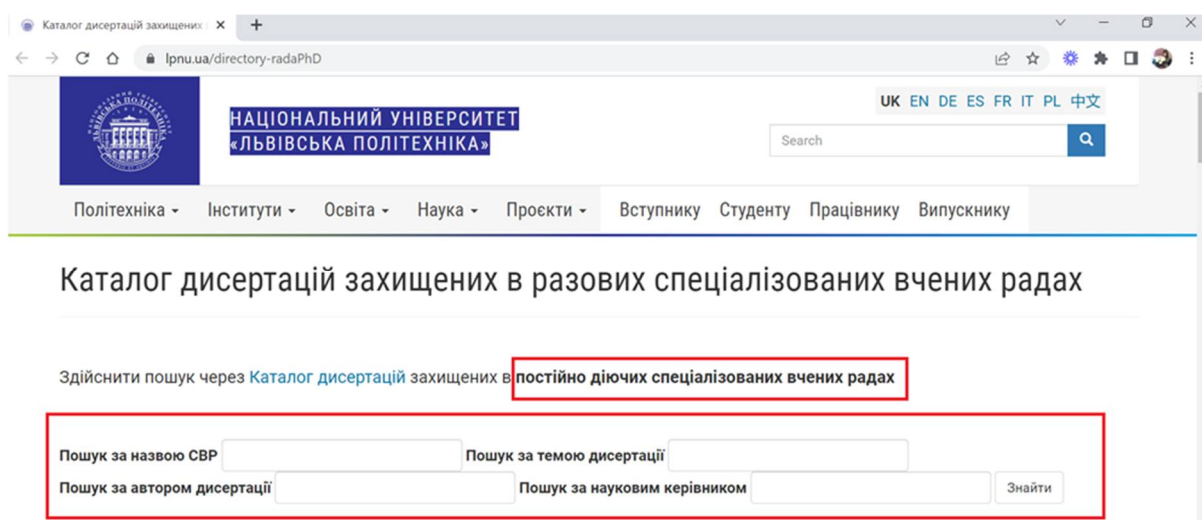 Каталог дисертацій захищених
lpnu.ua/directory-radaPhD
НАЦІОНАЛЬНИЙ УНІВЕРСИТЕТ
«ЛЬВІВСЬКА ПОЛІТЕХНІКА»
UK EN DE ES FR IT PL 中文
Search
Політехніка Інститути Освіта Наука Проєкти Вступнику Студенту Працівнику Випускнику
Каталог дисертацій захищених в разових спеціалізованих вчених радах
Здійснити пошук через Каталог дисертацій захищених в постійно діючих спеціалізованих вчених радах
Пошук за назвою СВР Пошук за темою дисертації
Пошук за автором дисертації Пошук за науковим керівником Знайти